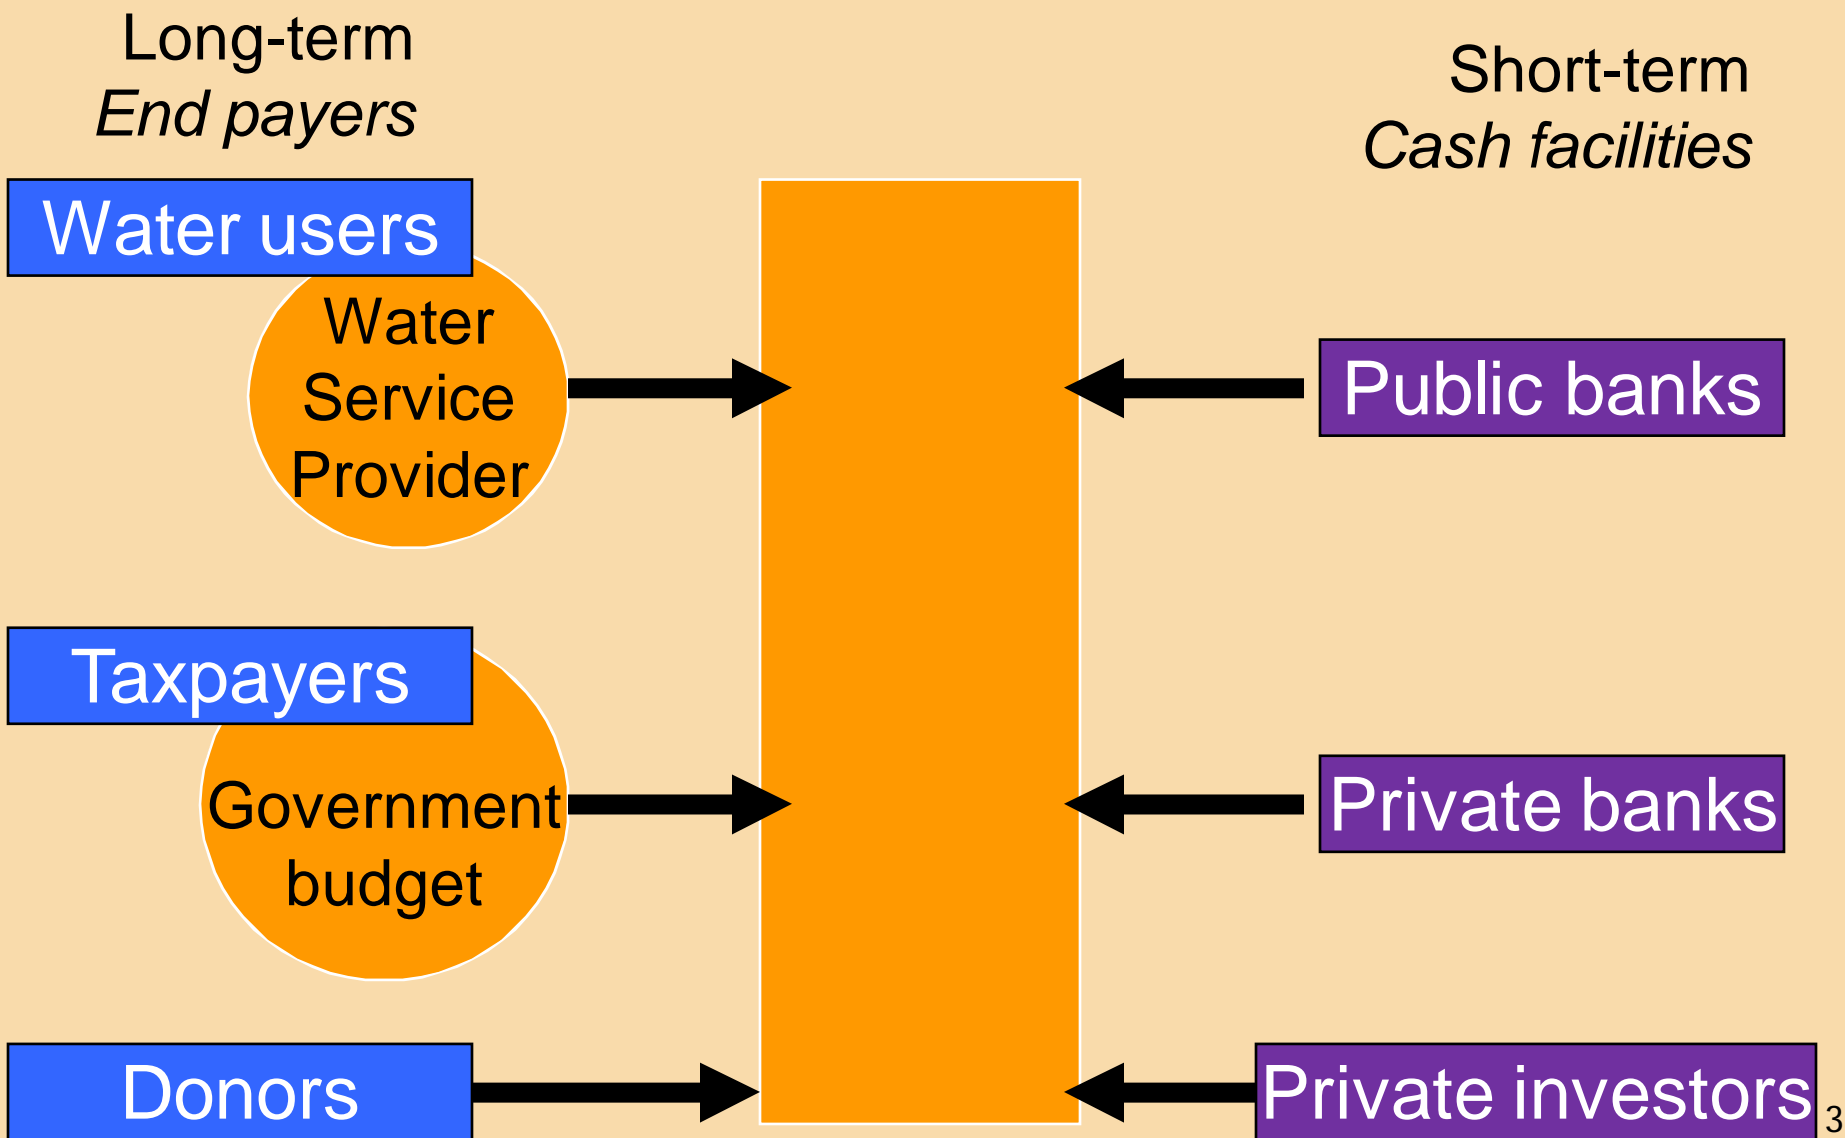 Long-term
End payers
Short-term
Cash facilities
Water users
Water
Service
Provider
Public banks
Taxpayers
Government
budget
Private banks
Donors
Private investors
3